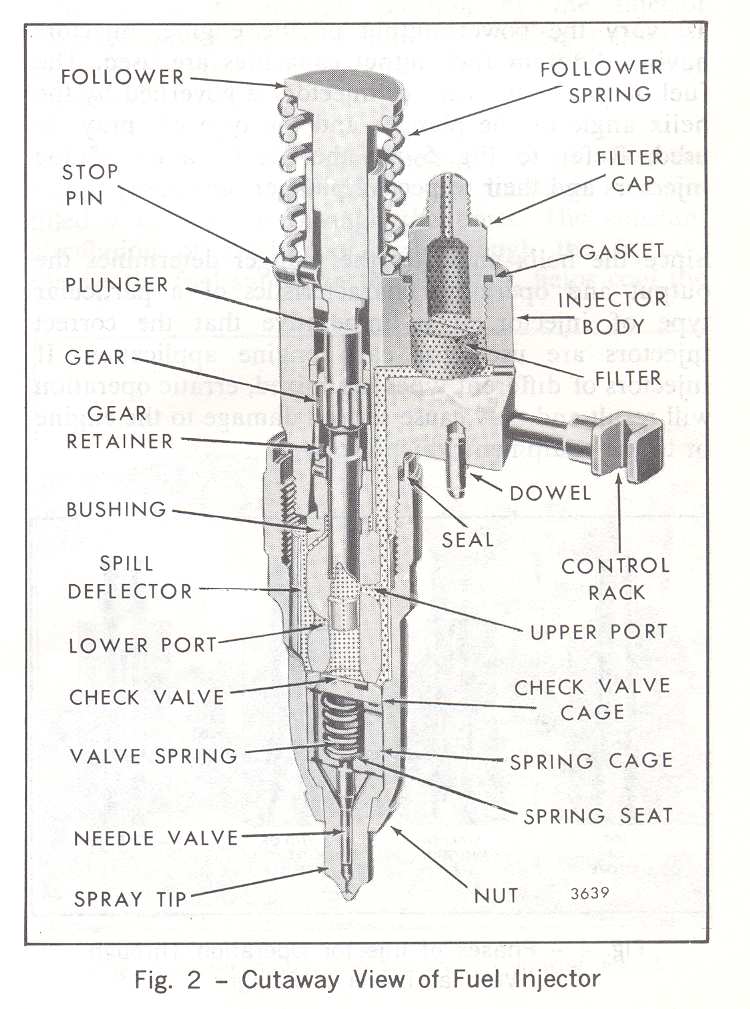 FOLLOWER
FOLLOWER
SPRING
STOP
PIN
FILTER
CAP
GASKET
PLUNGER
INJECTOR
BODY
GEAR
FILTER
GEAR
RETAINER
DOWEL
BUSHING
SEAL
SPILL
DEFLECTOR
CONTROL
RACK
LOWER PORT
UPPER PORT
CHECK VALVE
CHECK VALVE
CAGE
VALVE SPRING
SPRING CAGE
SPRING SEAT
NEEDLE VALVE
SPRAY TIP
NUT
3639
Fig. 2 – Cutaway View of Fuel Injector